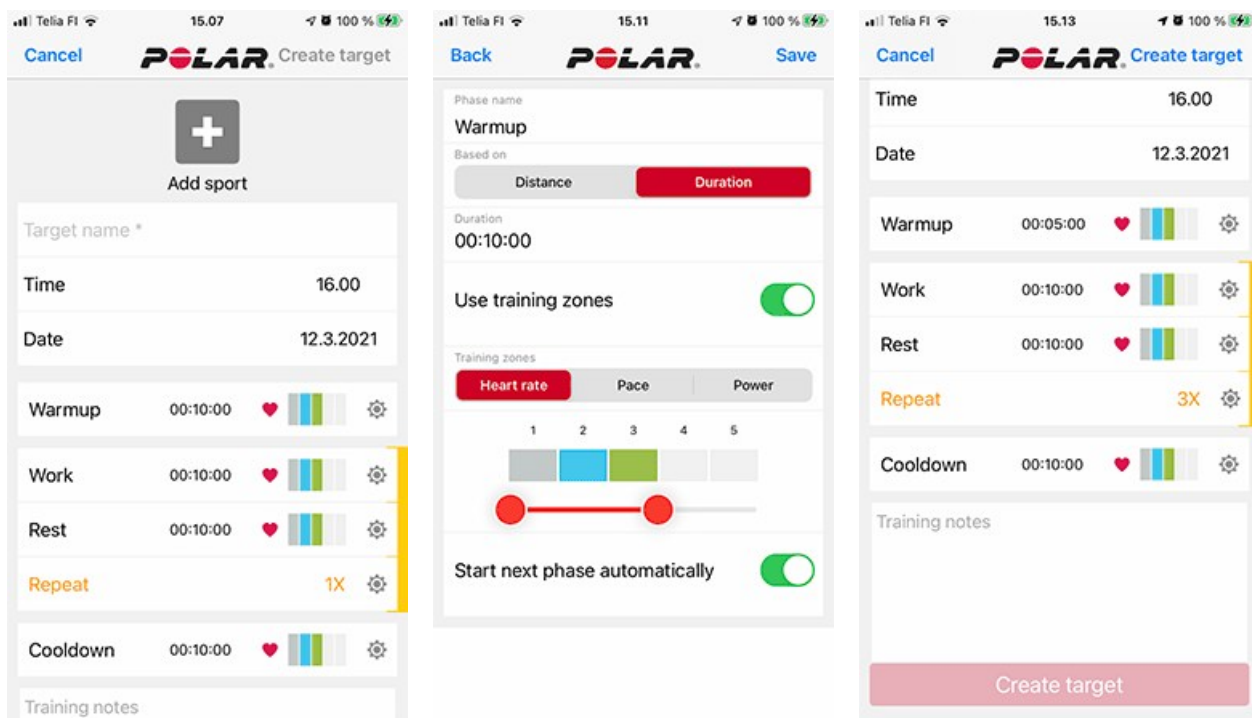 Telia FI 15.07 100 %
Cancel POLAR. Create target
Add sport
Target name *
Time 16.00
Date 12.3.2021
Warmup 00:10:00
Work 00:10:00
Rest 00:10:00
Repeat 1X
Cooldown 00:10:00
Training notes
Telia FI 15.11 100 %
Back POLAR. Save
Phase name
Warmup
Based on
Distance Duration
Duration
00:10:00
Use training zones
Training zones
Heart rate Pace Power
1 2 3 4 5
Start next phase automatically
Telia FI 15.13 100 %
Cancel POLAR. Create target
Time 16.00
Date 12.3.2021
Warmup 00:05:00
Work 00:10:00
Rest 00:10:00
Repeat 3X
Cooldown 00:10:00
Training notes
Create target